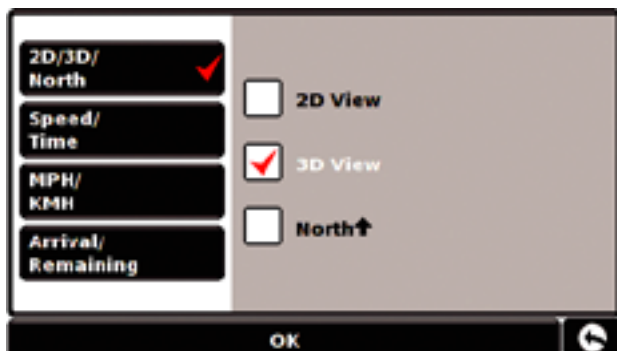 2D/3D/
North
Speed/
Time
MPH/
KMH
Arrival/
Remaining
2D View
3D View
North↑
OK